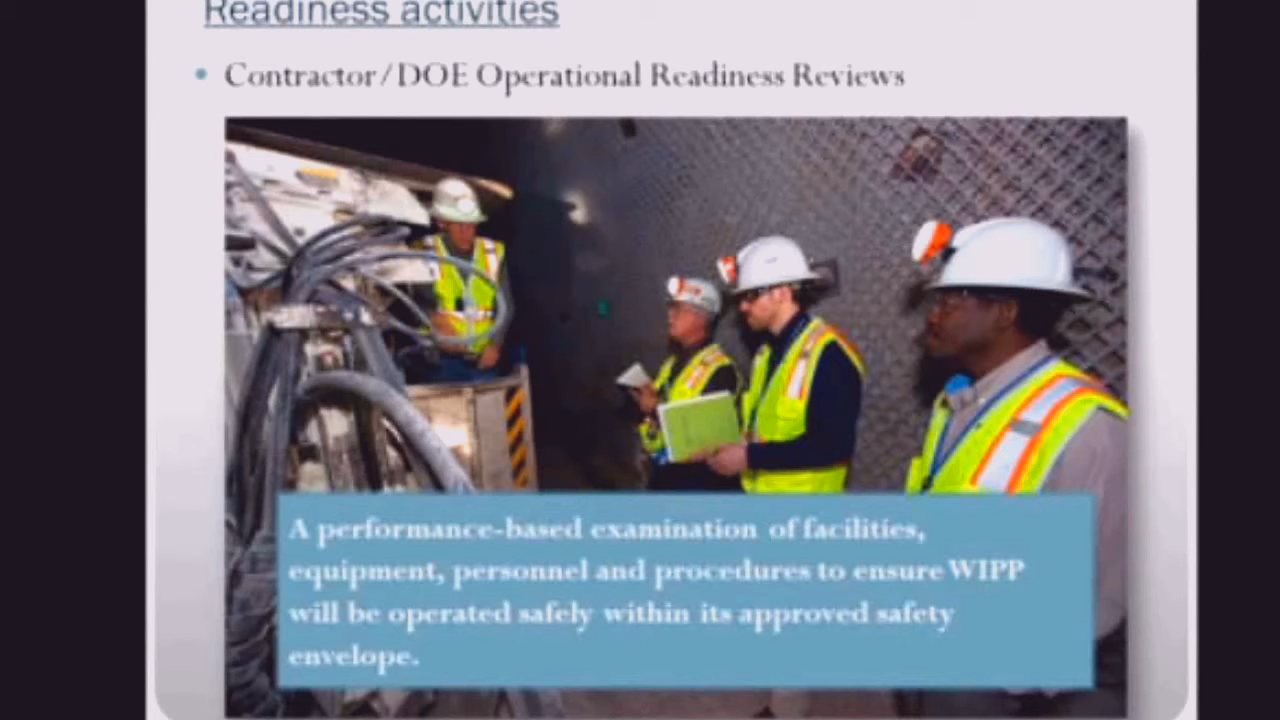 Readiness activities
Contractor/DOE Operational Readiness Reviews
A performance-based examination of facilities,
equipment, personnel and procedures to ensure WIPP
will be operated safely within its approved safety
envelope.